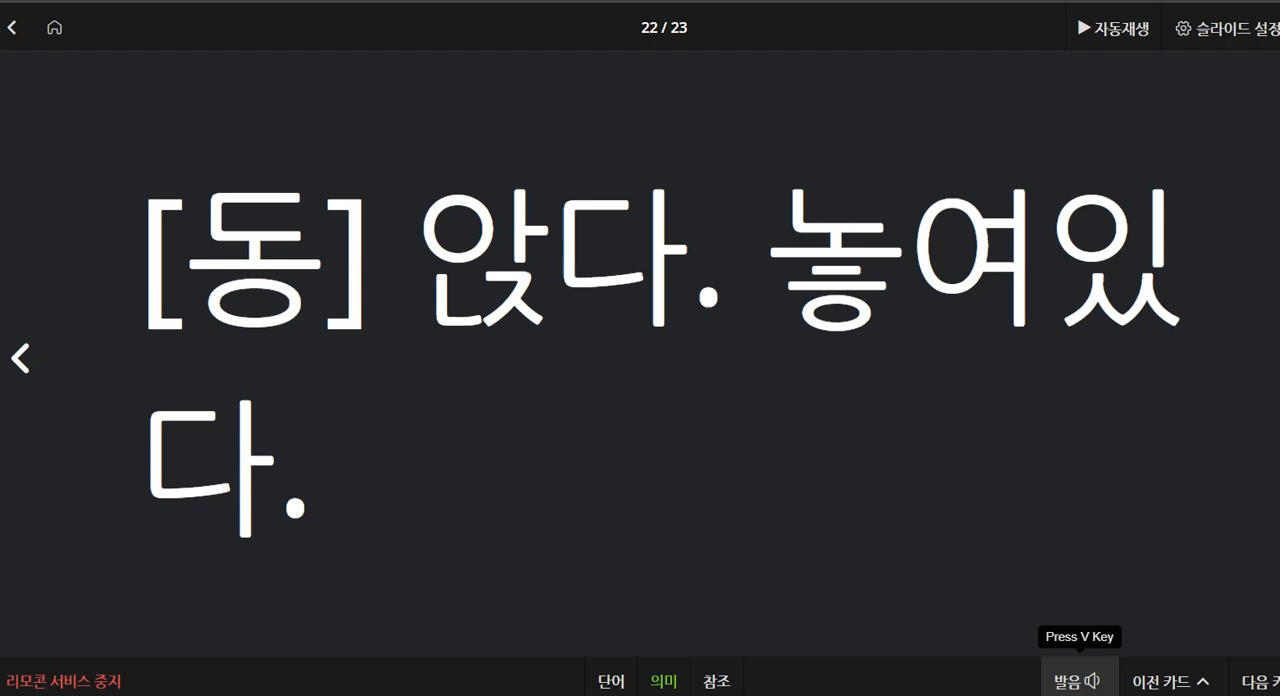 22 / 23
▶ 자동재생
슬라이드 설정
[동] 앉다. 놓여있
다.
Press V Key
리모콘 서비스 중지
단어
의미
참조
발음
이전 카드
다음